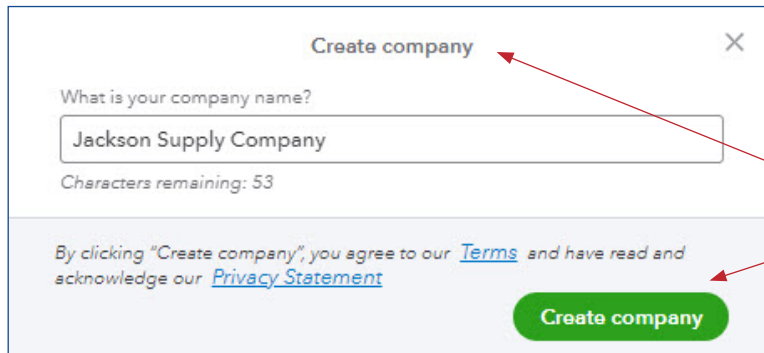 Create company
What is your company name?
Jackson Supply Company
Characters remaining: 53
By clicking "Create company", you agree to our Terms and have read and
acknowledge our Privacy Statement
Create company